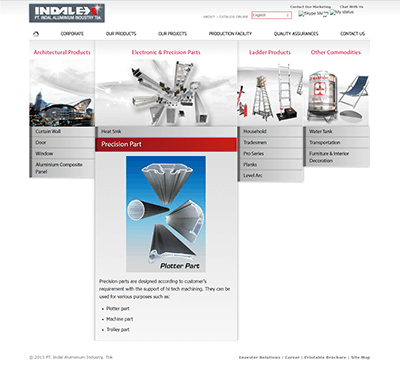 INDALEX
PT. INDAL ALUMINIUM INDUSTRY Tbk.
Contact Our Marketing
Chat With Us
ABOUT | CATALOG ONLINE
English
Skype Me™
My status
CORPORATE
OUR PRODUCTS
OUR PROJECTS
PRODUCTION FACILITY
QUALITY ASSURANCES
CONTACT US
Architectural Products
Electronic & Precision Parts
Ladder Products
Other Commodities
Curtain Wall
Door
Window
Aluminium Composite
Panel
Heat Sink
Precision Part
Plotter Part
Precision parts are designed according to customer's
requirement with the support of hi tech machining. They can be
used for various purposes such as:
Plotter part
Machine part
Trolley part
Household
Tradesmen
Pro Series
Planks
Level Arc
Water Tank
Transportation
Furniture & Interior
Decoration
© 2015 PT. Indal Aluminium Industry, Tbk
Investor Relations | Career | Printable Brochure | Site Map